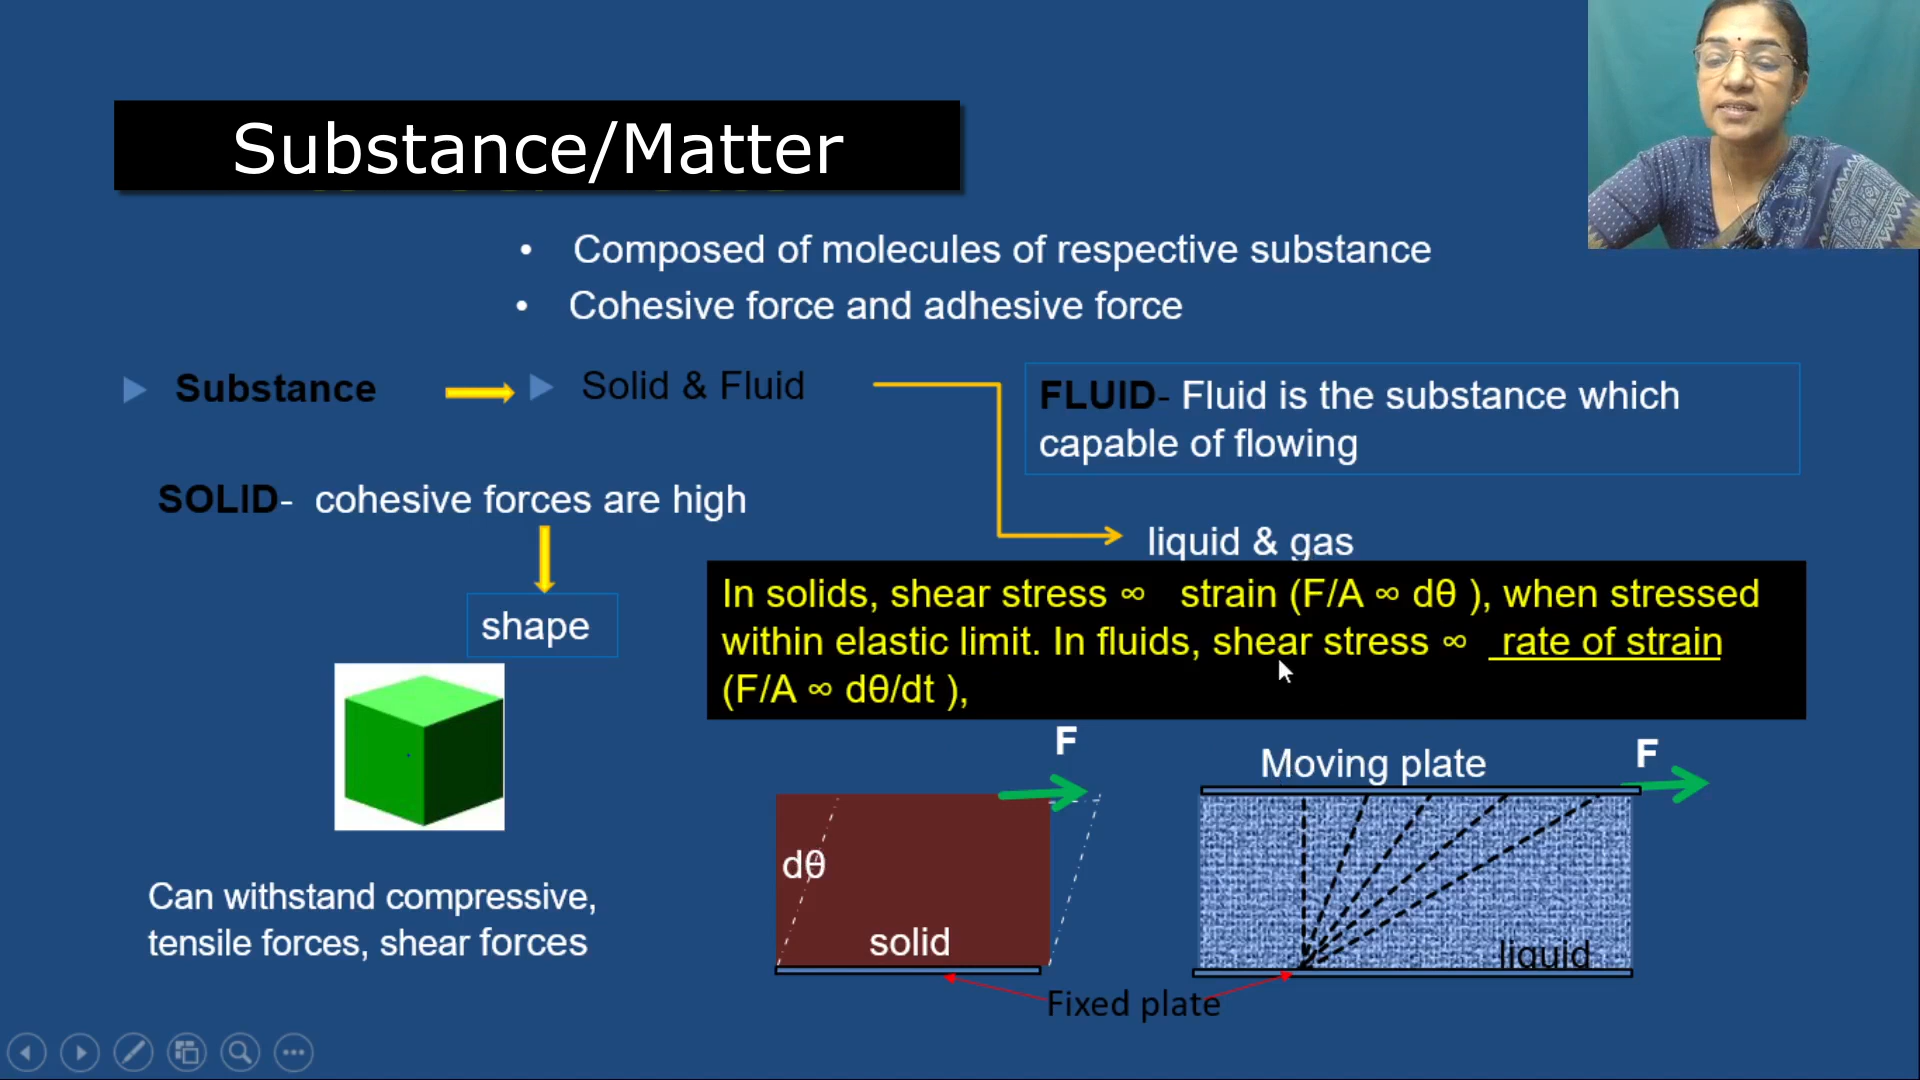 Substance/Matter
• Composed of molecules of respective substance
• Cohesive force and adhesive force
Substance
Solid & Fluid
FLUID- Fluid is the substance which
capable of flowing
SOLID- cohesive forces are high
liquid & gas
shape
In solids, shear stress ∞ strain (F/A ∞ dθ ), when stressed
within elastic limit. In fluids, shear stress ∞ rate of strain
(F/A ∞ dθ/dt ),
F
Moving plate
F
dθ
solid
liquid
Can withstand compressive,
tensile forces, shear forces
Fixed plate